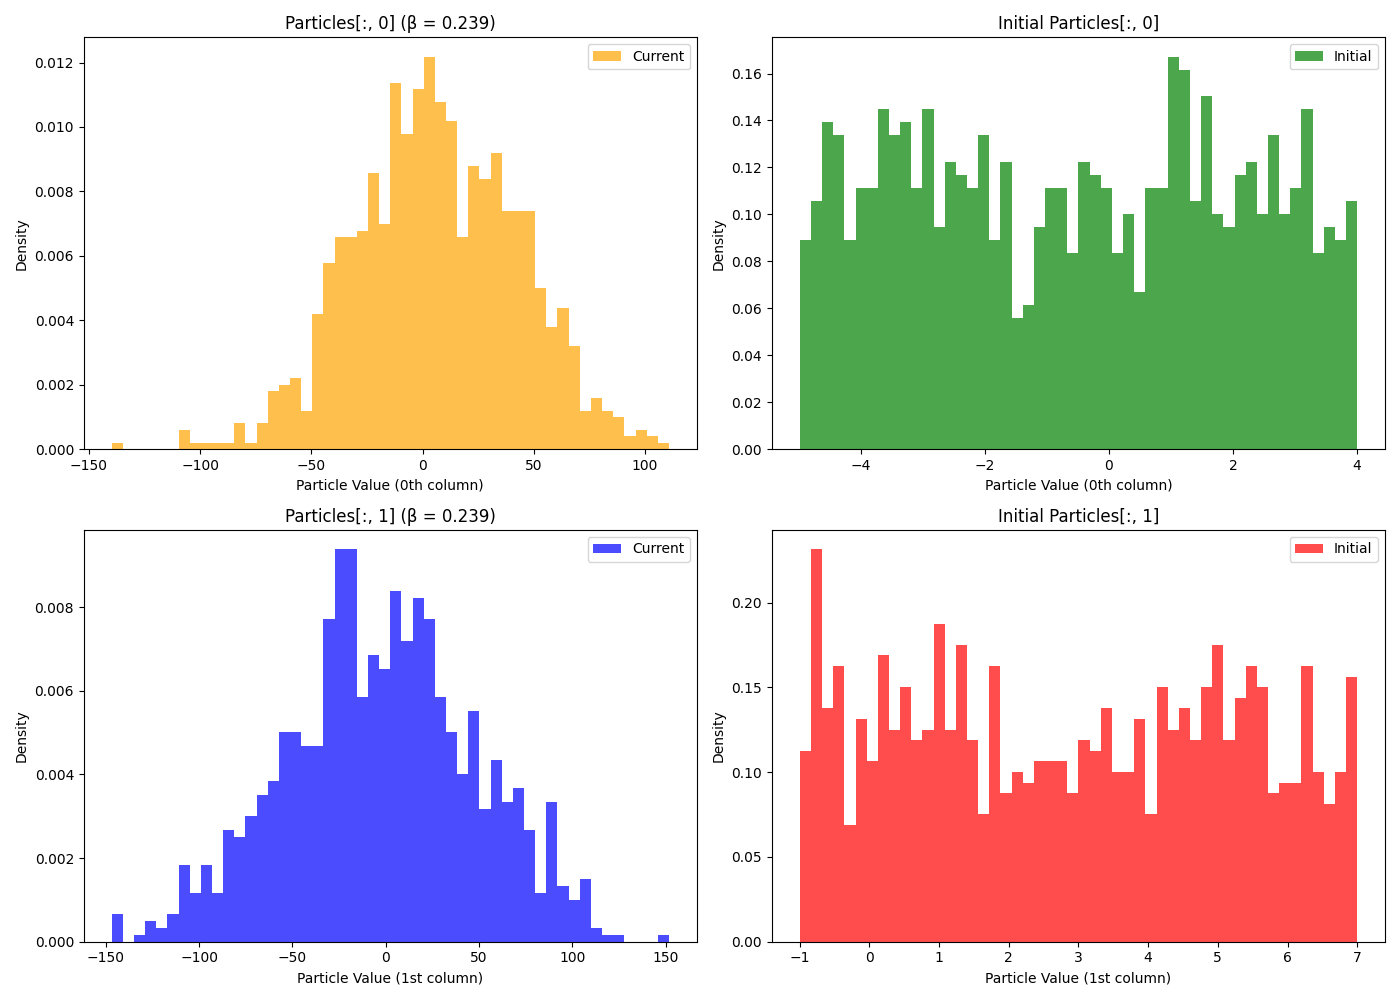 Particles[:, 0] (β = 0.239)
Current
0.012
0.010
0.008
0.006
0.004
0.002
0.000
Density
−150 −100 −50 0 50 100
Particle Value (0th column)
Initial Particles[:, 0]
Initial
0.16
0.14
0.12
0.10
0.08
0.06
0.04
0.02
0.00
Density
−4 −2 0 2 4
Particle Value (0th column)
Particles[:, 1] (β = 0.239)
Current
0.008
0.006
0.004
0.002
0.000
Density
−150 −100 −50 0 50 100 150
Particle Value (1st column)
Initial Particles[:, 1]
Initial
0.20
0.15
0.10
0.05
0.00
Density
−1 0 1 2 3 4 5 6 7
Particle Value (1st column)